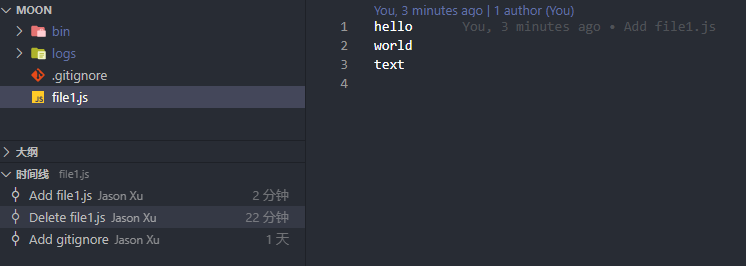 MOON
bin
logs
.gitignore
JS file1.js
大纲
时间线 file1.js
Add file1.js Jason Xu 2 分钟
Delete file1.js Jason Xu 22 分钟
Add gitignore Jason Xu 1 天
You, 3 minutes ago | 1 author (You)
1 hello You, 3 minutes ago • Add file1.js
2 world
3 text
4